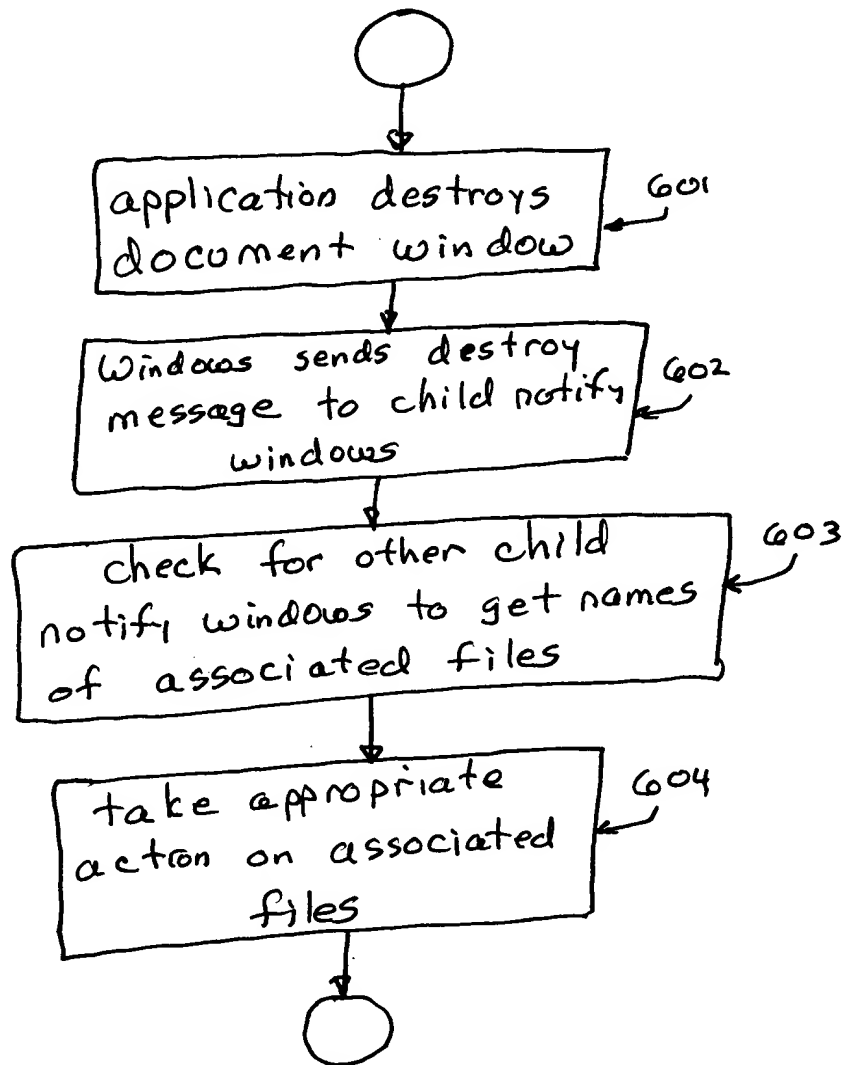 application destroys
document window
601
Windows sends destroy
message to child notify
windows
602
check for other child
notify windows to get names
of associated files
603
take appropriate
action on associated
files
604